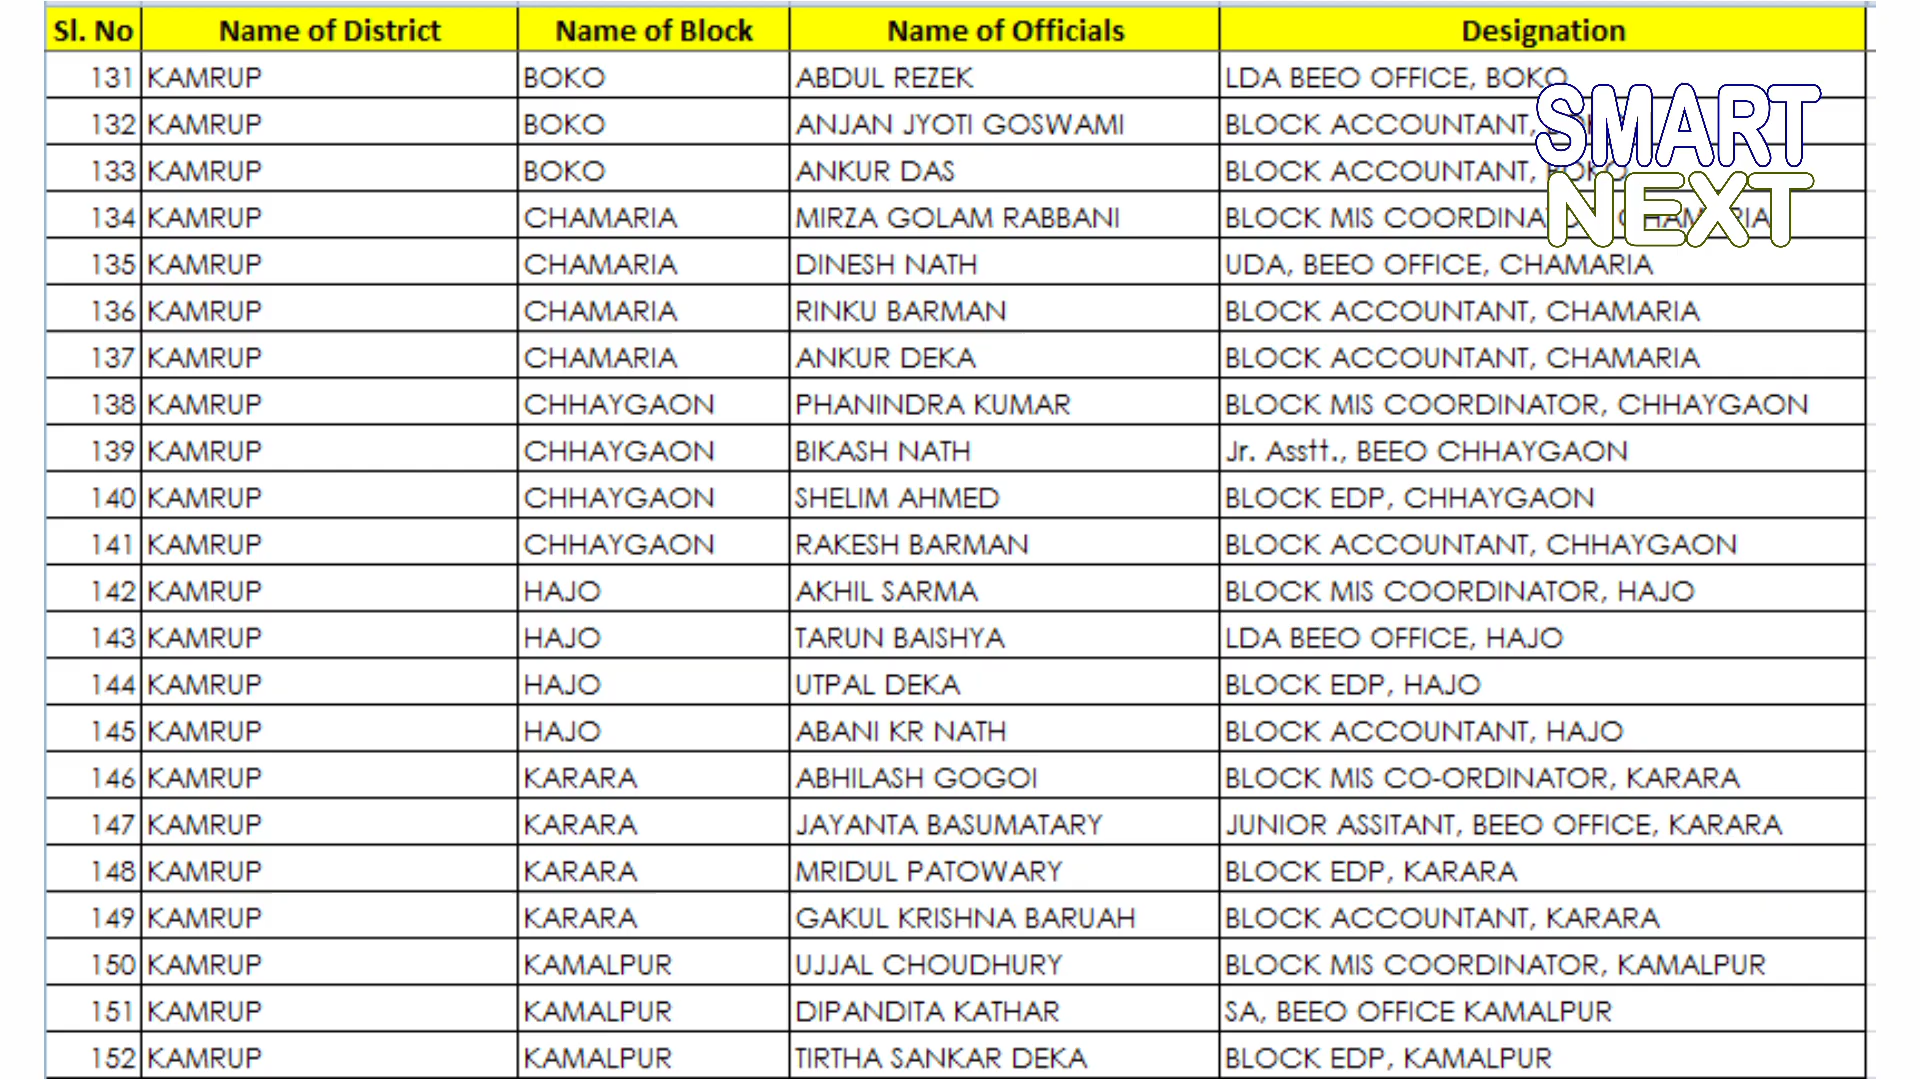 Sl. No Name of District Name of Block Name of Officials Designation
131 KAMRUP BOKO ABDUL REZEK LDA BEEO OFFICE, BOKO
132 KAMRUP BOKO ANJAN JYOTI GOSWAMI BLOCK ACCOUNTANT,
133 KAMRUP BOKO ANKUR DAS BLOCK ACCOUNTANT, BOKO
134 KAMRUP CHAMARIA MIRZA GOLAM RABBANI BLOCK MIS COORDINATOR, CHAMARIA
SMART
NEXT
135 KAMRUP CHAMARIA DINESH NATH UDA, BEEO OFFICE, CHAMARIA
136 KAMRUP CHAMARIA RINKU BARMAN BLOCK ACCOUNTANT, CHAMARIA
137 KAMRUP CHAMARIA ANKUR DEKA BLOCK ACCOUNTANT, CHAMARIA
138 KAMRUP CHHAYGAON PHANINDRA KUMAR BLOCK MIS COORDINATOR, CHHAYGAON
139 KAMRUP CHHAYGAON BIKASH NATH Jr. Asstt., BEEO CHHAYGAON
140 KAMRUP CHHAYGAON SHELIM AHMED BLOCK EDP, CHHAYGAON
141 KAMRUP CHHAYGAON RAKESH BARMAN BLOCK ACCOUNTANT, CHHAYGAON
142 KAMRUP HAJO AKHIL SARMA BLOCK MIS COORDINATOR, HAJO
143 KAMRUP HAJO TARUN BAISHYA LDA BEEO OFFICE, HAJO
144 KAMRUP HAJO UTPAL DEKA BLOCK EDP, HAJO
145 KAMRUP HAJO ABANI KR NATH BLOCK ACCOUNTANT, HAJO
146 KAMRUP KARARA ABHILASH GOGOI BLOCK MIS CO-ORDINATOR, KARARA
147 KAMRUP KARARA JAYANTA BASUMATARY JUNIOR ASSITANT, BEEO OFFICE, KARARA
148 KAMRUP KARARA MRIDUL PATOWARY BLOCK EDP, KARARA
149 KAMRUP KARARA GAKUL KRISHNA BARUAH BLOCK ACCOUNTANT, KARARA
150 KAMRUP KAMALPUR UJJAL CHOUDHURY BLOCK MIS COORDINATOR, KAMALPUR
151 KAMRUP KAMALPUR DIPANDITA KATHAR SA, BEEO OFFICE KAMALPUR
152 KAMRUP KAMALPUR TIRTHA SANKAR DEKA BLOCK EDP, KAMALPUR